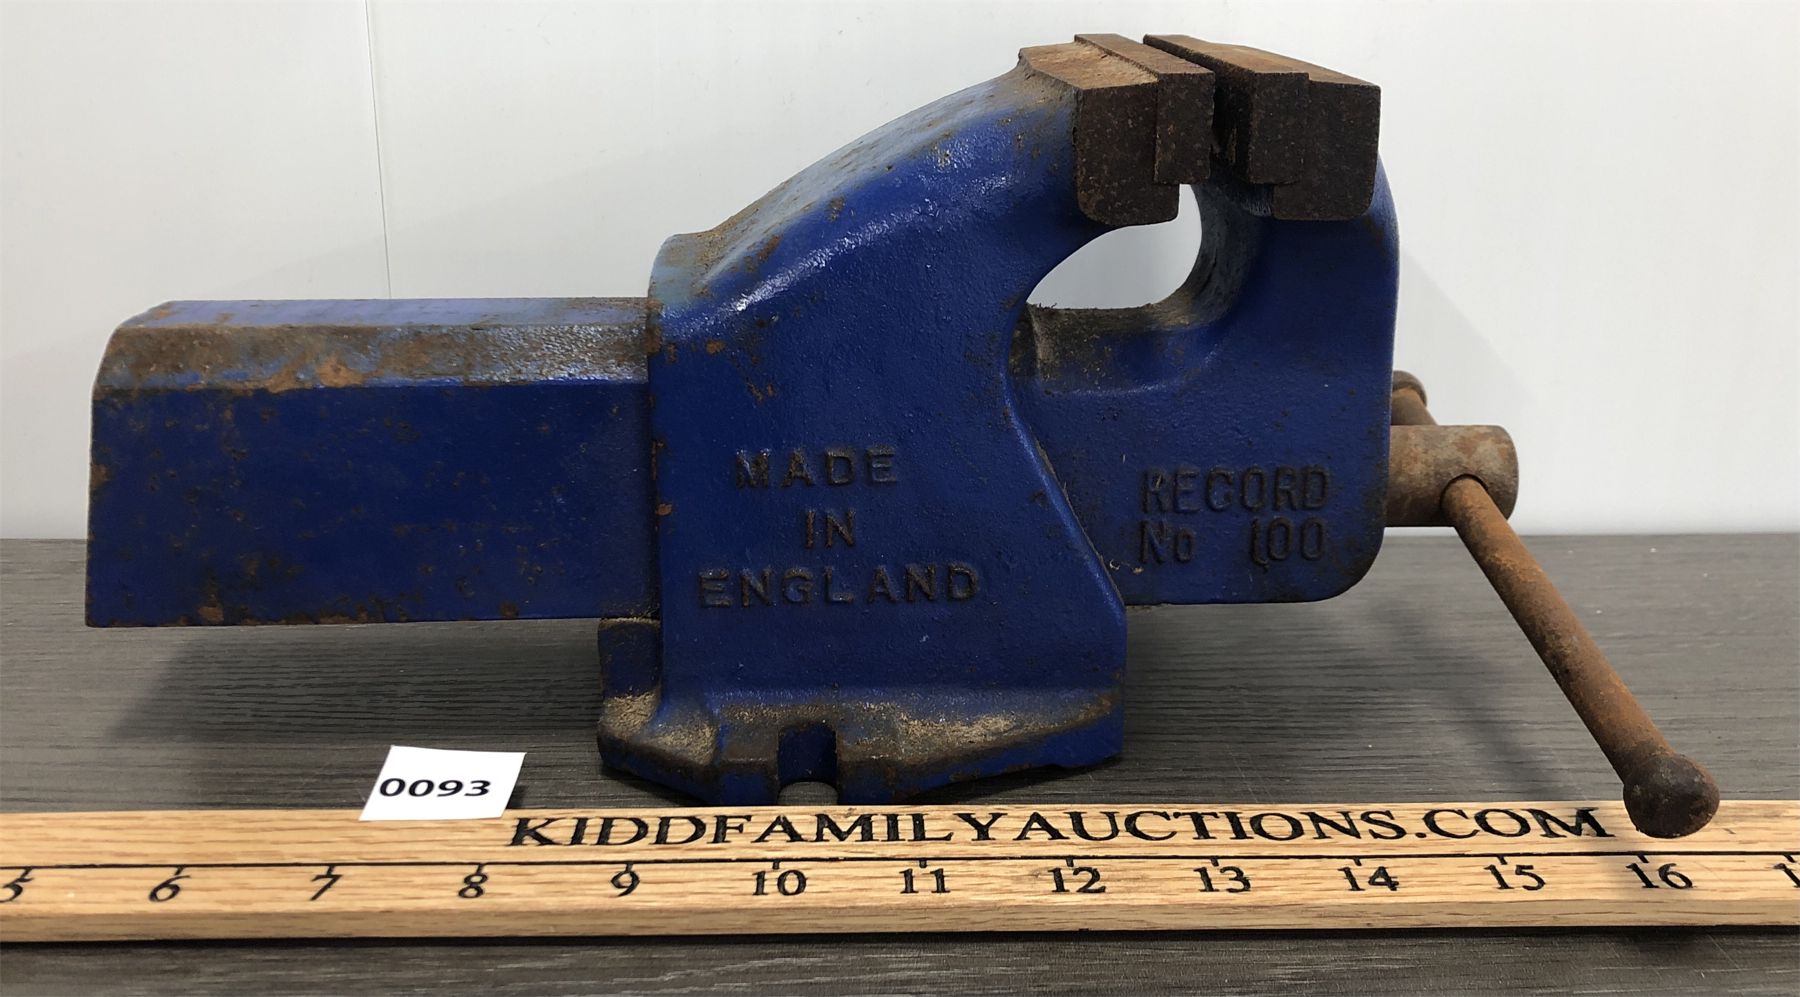 MADE
IN
ENGLAND
RECORD
No 100
0093
KIDDFAMILYAUCTIONS.COM
5 6 7 8 9 10 11 12 13 14 15 16